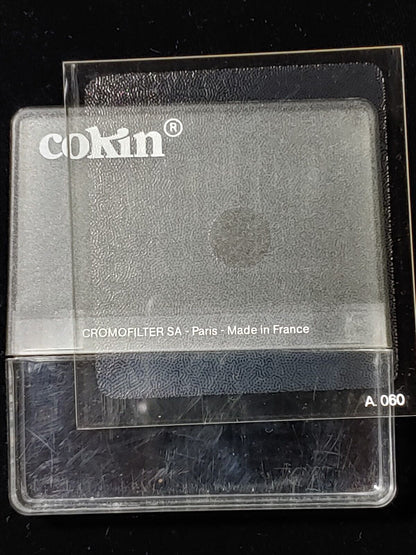 cokin®
CROMOFILTER SA - Paris - Made in France
A. 060